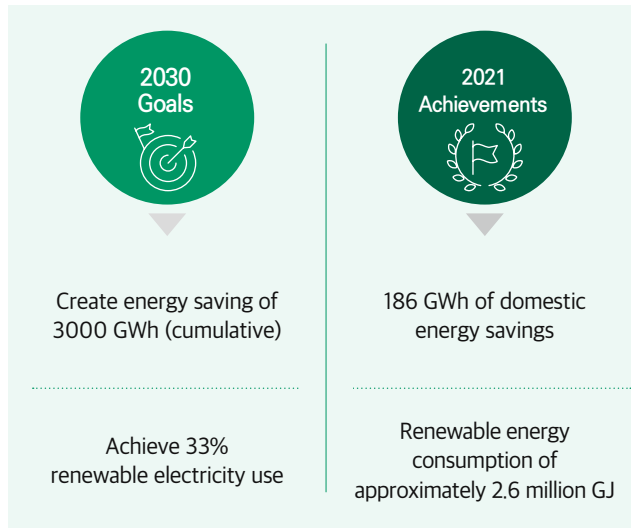 2030
Goals
Create energy saving of
3000 GWh (cumulative)
Achieve 33%
renewable electricity use
2021
Achievements
186 GWh of domestic
energy savings
Renewable energy
consumption of
approximately 2.6 million GJ